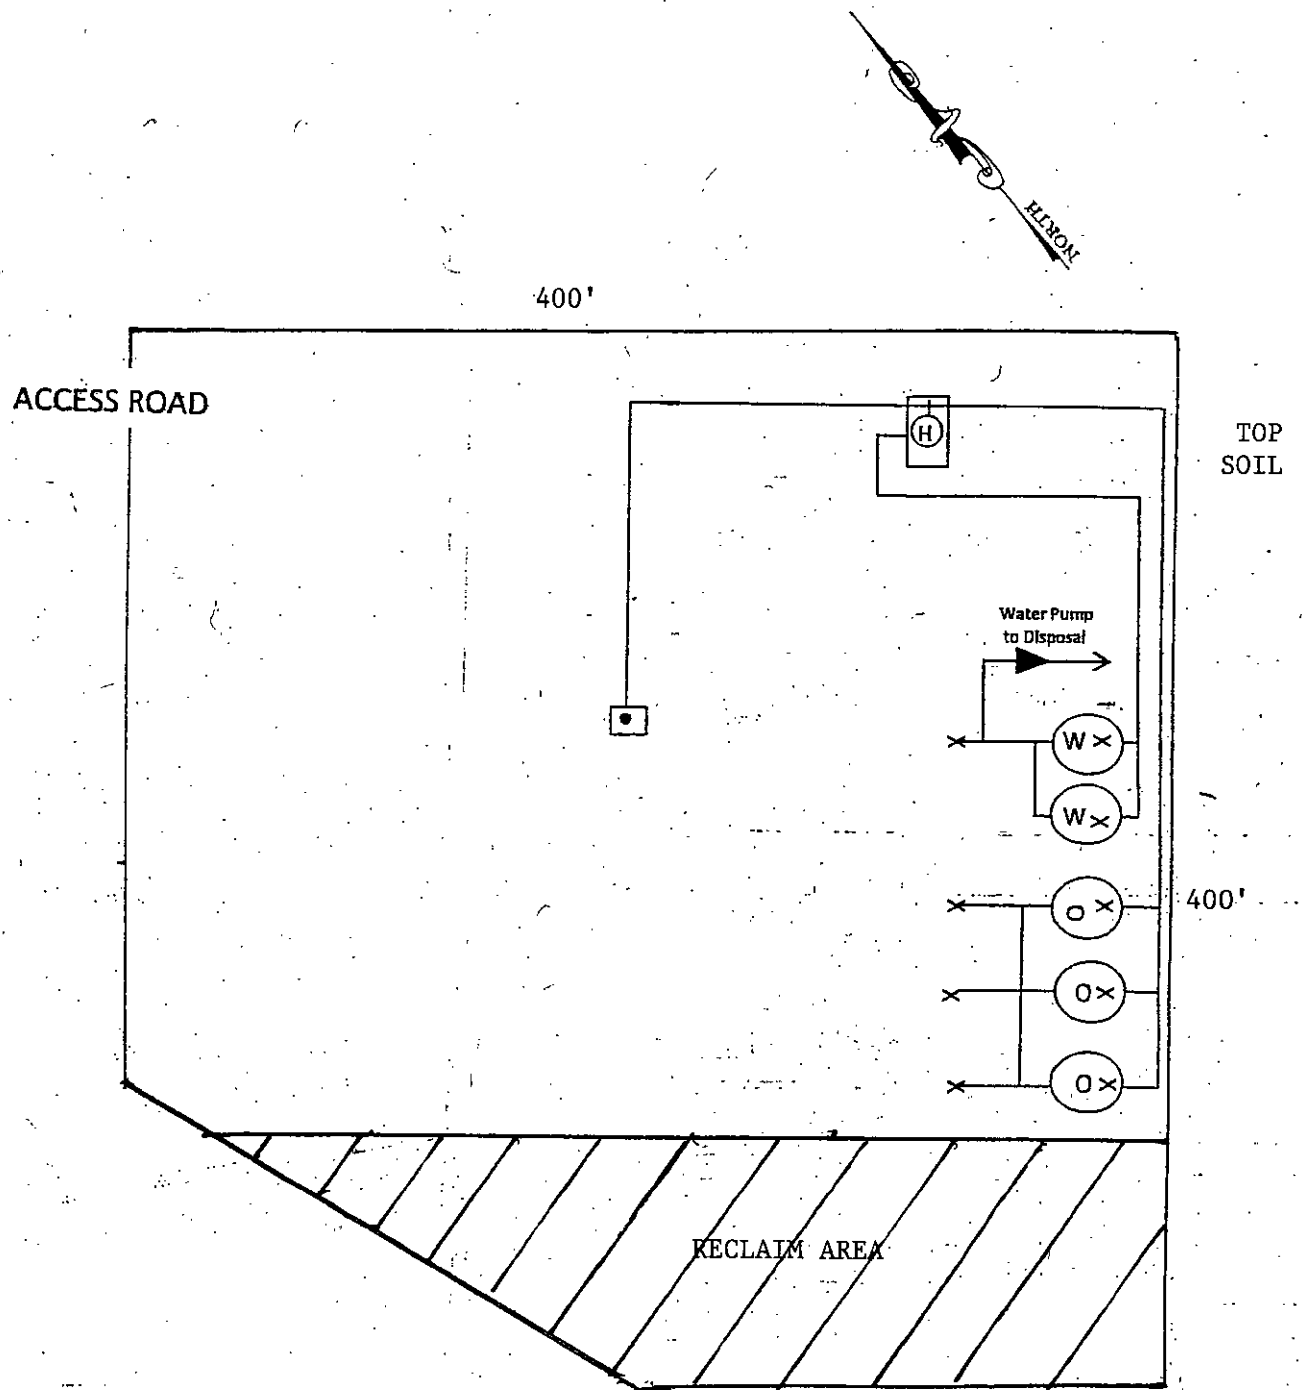 NORTH
400'
ACCESS ROAD
H
TOP
SOIL
Water Pump
to Disposal
W X
W X
400'
O X
O X
O X
RECLAIM AREA